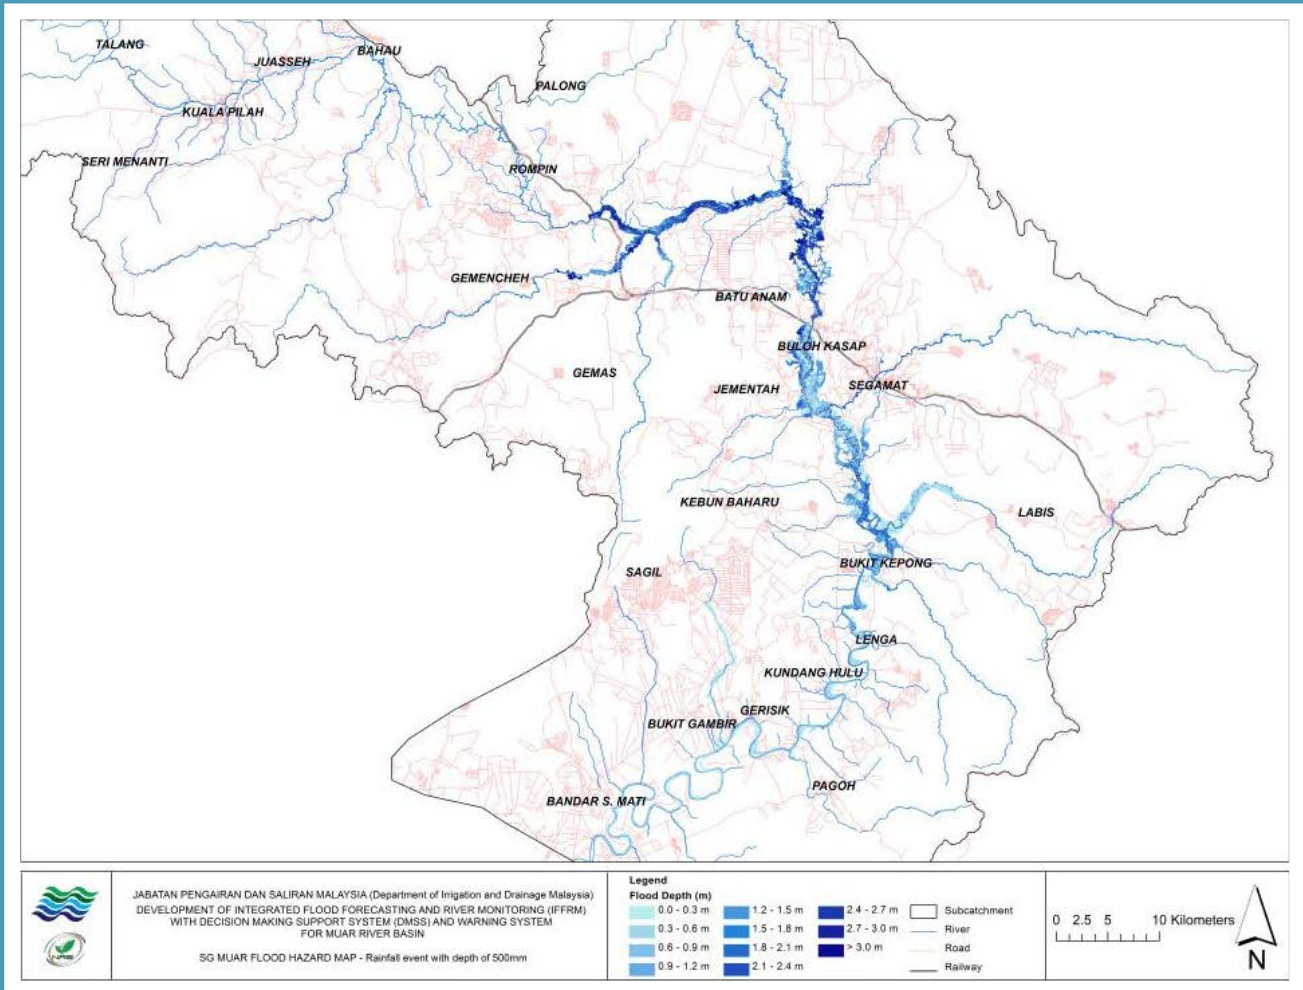 TALANG
JUASSEH
BAHAU
PALONG
KUALA PILAH
SERI MENANTI
ROMPIN
GEMENCHEH
BATU ANAM
BULOH KASAP
GEMAS
JEMENTAH
SEGAMAT
KEBUN BAHARU
LABIS
SAGIL
BUKIT KEPONG
LENGA
KUNDANG HULU
GERISIK
BUKIT GAMBIR
PAGOH
BANDAR S. MATI
NRE
JABATAN PENGAIRAN DAN SALIRAN MALAYSIA (Department of Irrigation and Drainage Malaysia)
DEVELOPMENT OF INTEGRATED FLOOD FORECASTING AND RIVER MONITORING (IFFRM)
WITH DECISION MAKING SUPPORT SYSTEM (DMSS) AND WARNING SYSTEM
FOR MUAR RIVER BASIN
SG MUAR FLOOD HAZARD MAP - Rainfall event with depth of 500mm
Legend
Flood Depth (m)
0.0 - 0.3 m
0.3 - 0.6 m
0.6 - 0.9 m
0.9 - 1.2 m
1.2 - 1.5 m
1.5 - 1.8 m
1.8 - 2.1 m
2.1 - 2.4 m
2.4 - 2.7 m
2.7 - 3.0 m
> 3.0 m
Subcatchment
River
Road
Railway
0 2.5 5 10 Kilometers
N